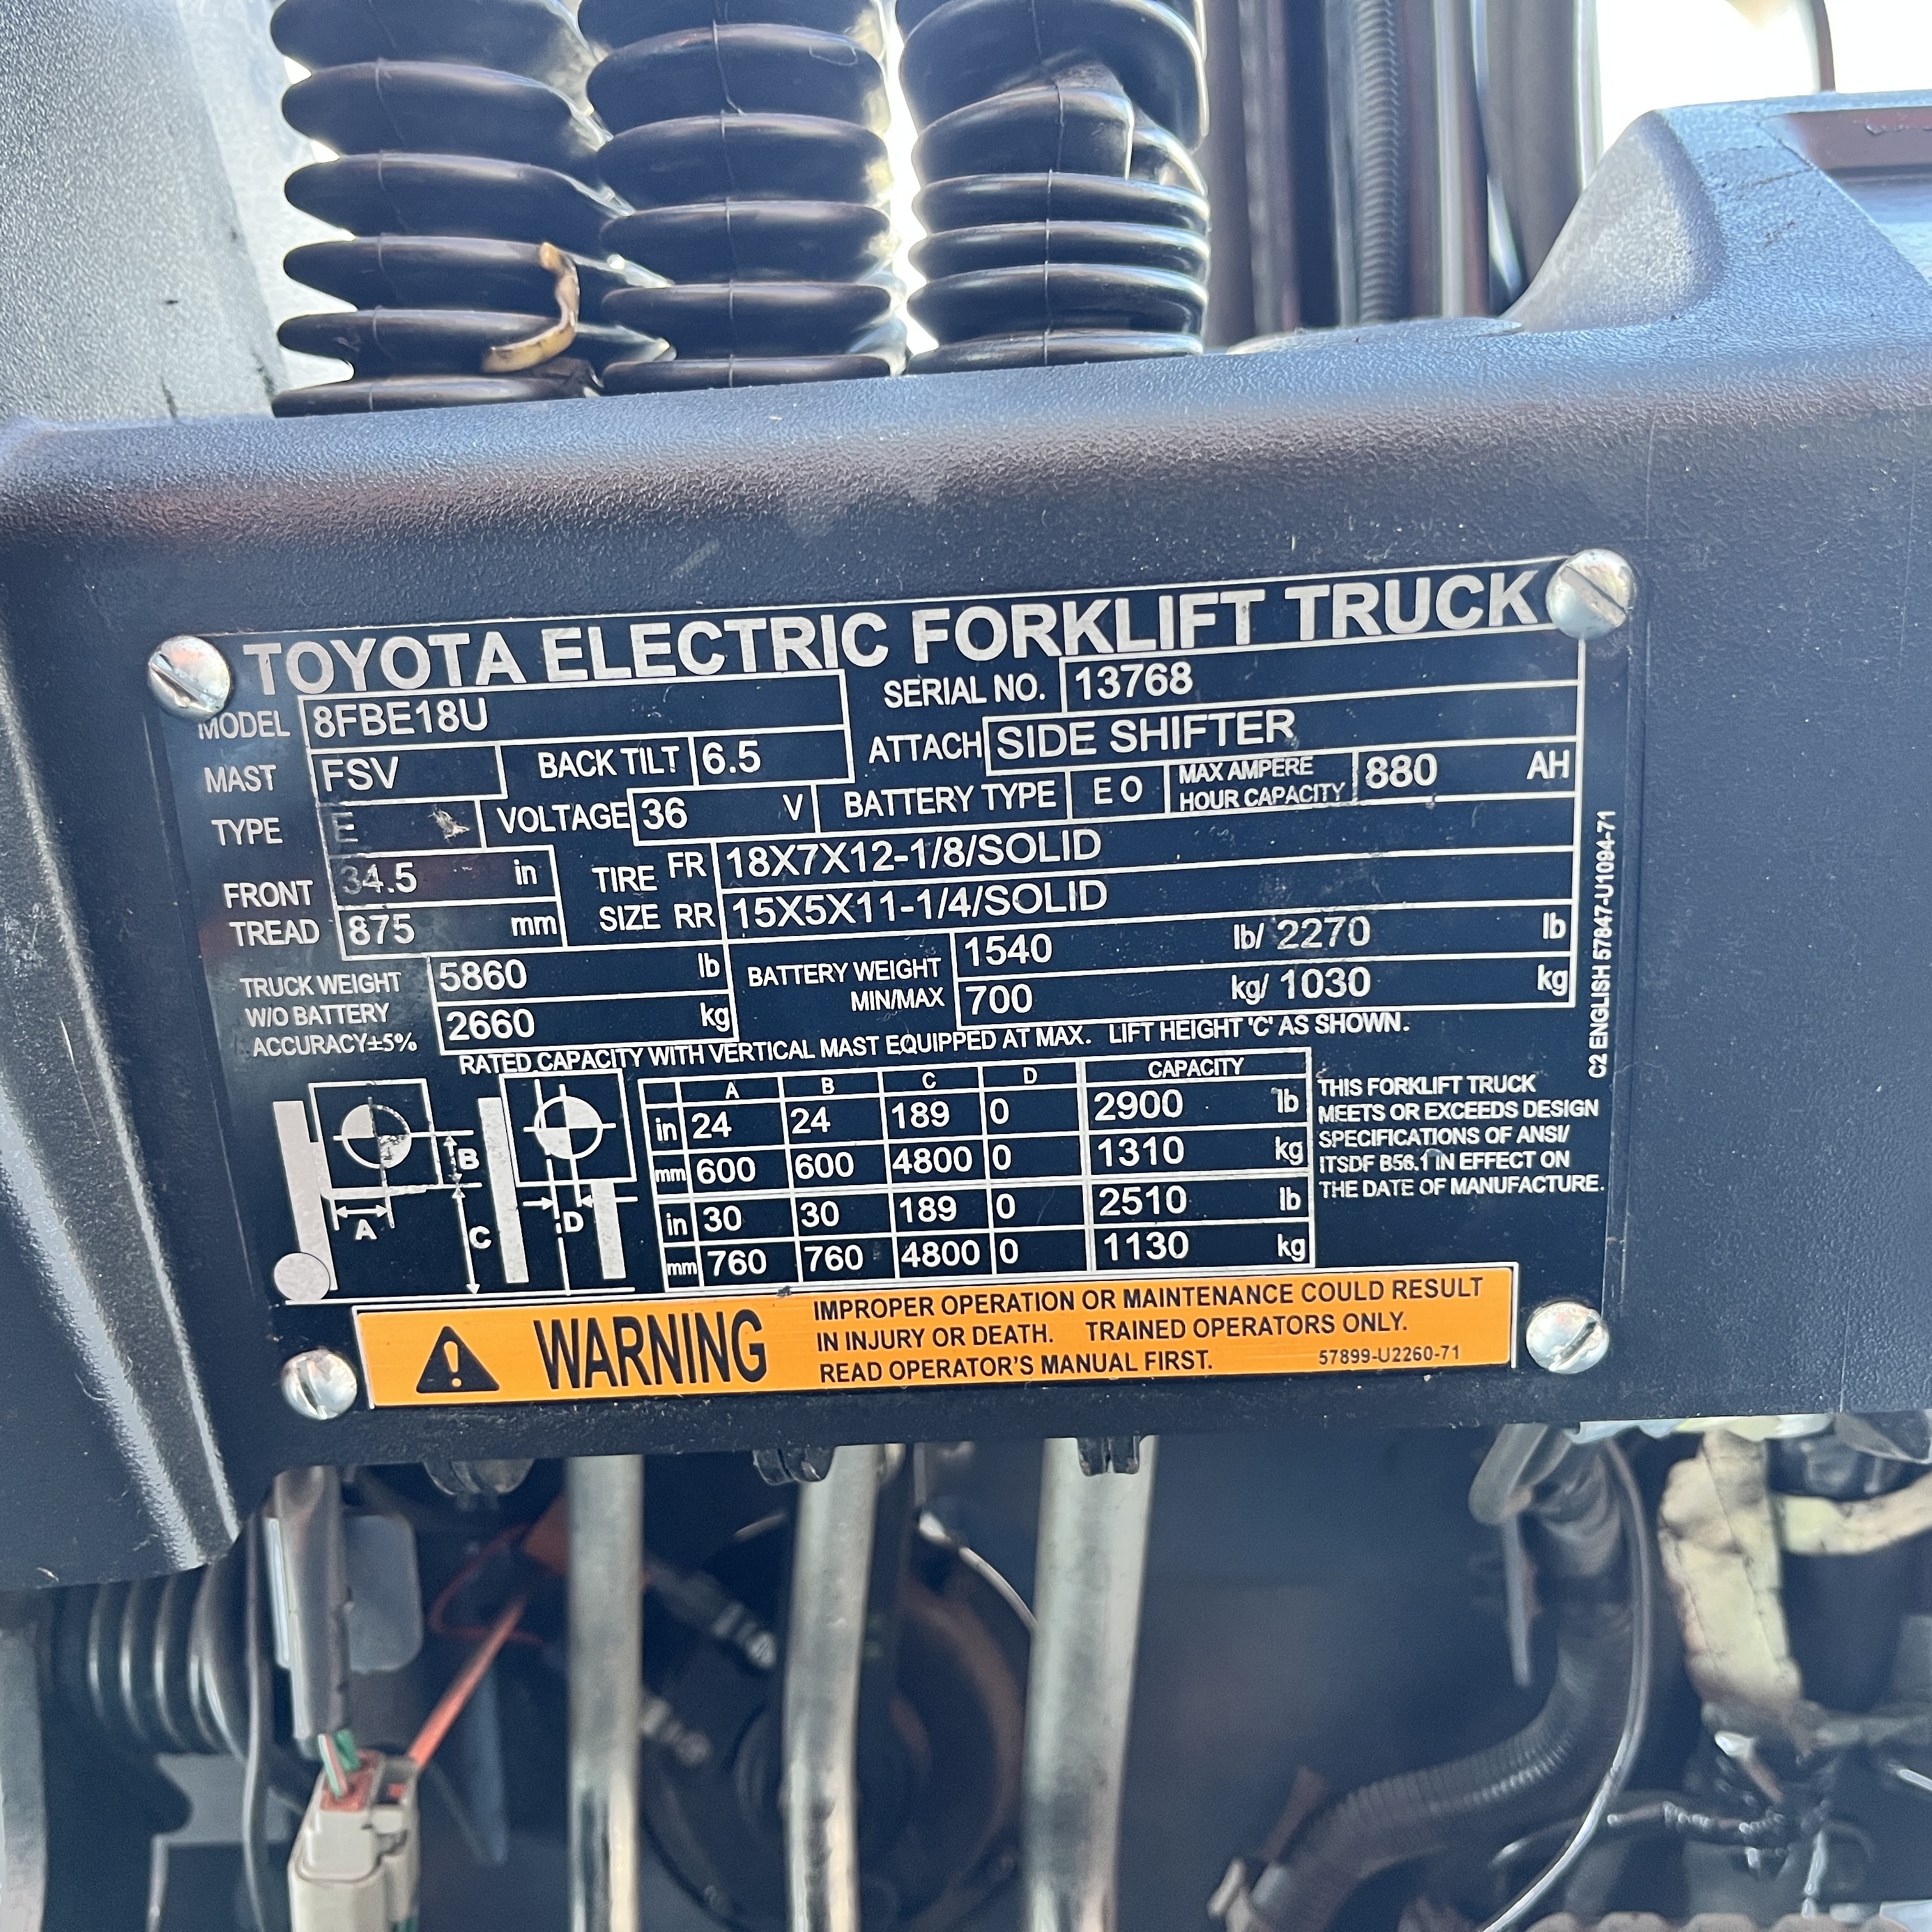 TOYOTA ELECTRIC FORKLIFT TRUCK
MODEL 8FBE18U SERIAL NO. 13768
MAST FSV BACK TILT 6.5 ATTACH SIDE SHIFTER
TYPE E VOLTAGE 36 V BATTERY TYPE E O MAX AMPERE HOUR CAPACITY 880 AH
FRONT TREAD 34.5 in TIRE SIZE FR 18X7X12-1/8/SOLID
875 mm RR 15X5X11-1/4/SOLID
TRUCK WEIGHT W/O BATTERY ACCURACY±5% 5860 lb BATTERY WEIGHT MIN/MAX 1540 lb/ 2270 lb
2660 kg 700 kg/ 1030 kg
RATED CAPACITY WITH VERTICAL MAST EQUIPPED AT MAX. LIFT HEIGHT 'C' AS SHOWN.
A B C D CAPACITY
in 24 24 189 0 2900 lb
mm 600 600 4800 0 1310 kg
in 30 30 189 0 2510 lb
mm 760 760 4800 0 1130 kg
A
B
C
D
THIS FORKLIFT TRUCK
MEETS OR EXCEEDS DESIGN
SPECIFICATIONS OF ANSI/
ITSDF B56.1 IN EFFECT ON
THE DATE OF MANUFACTURE.
C2 ENGLISH 57847-U1094-71
WARNING
IMPROPER OPERATION OR MAINTENANCE COULD RESULT
IN INJURY OR DEATH. TRAINED OPERATORS ONLY.
READ OPERATOR'S MANUAL FIRST. 57899-U2260-71